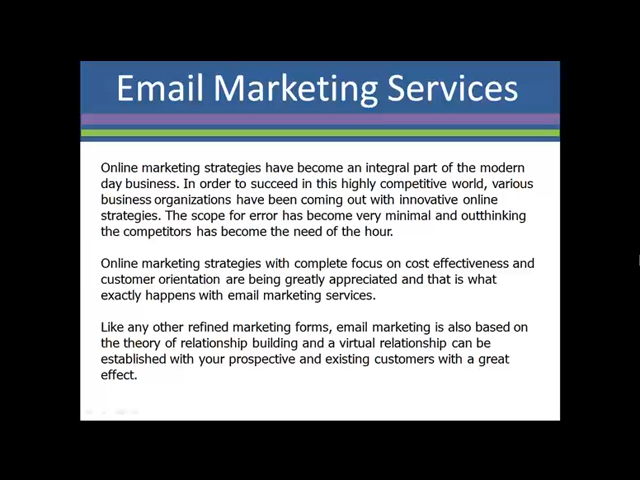 Email Marketing Services
Online marketing strategies have become an integral part of the modern
day business. In order to succeed in this highly competitive world, various
business organizations have been coming out with innovative online
strategies. The scope for error has become very minimal and outthinking
the competitors has become the need of the hour.
Online marketing strategies with complete focus on cost effectiveness and
customer orientation are being greatly appreciated and that is what
exactly happens with email marketing services.
Like any other refined marketing forms, email marketing is also based on
the theory of relationship building and a virtual relationship can be
established with your prospective and existing customers with a great
effect.